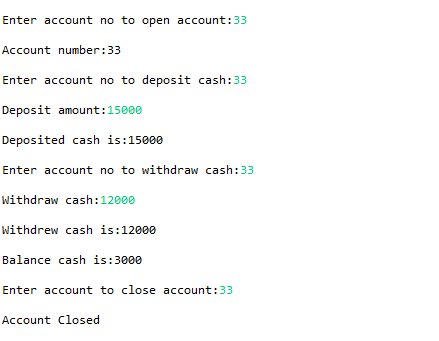 Enter account no to open account:33
Account number:33
Enter account no to deposit cash:33
Deposit amount:15000
Deposited cash is:15000
Enter account no to withdraw cash:33
Withdraw cash:12000
Withdrew cash is:12000
Balance cash is:3000
Enter account to close account:33
Account Closed